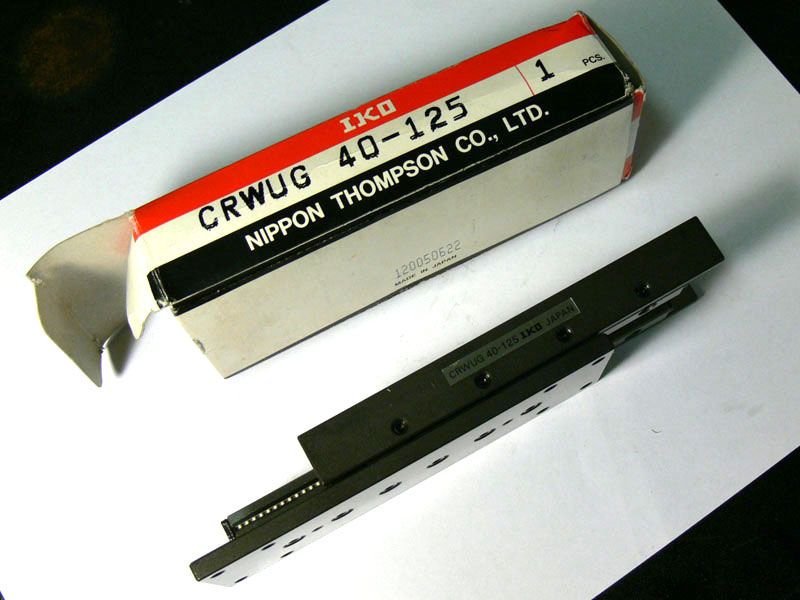 IKO
CRWUG 40-125
1 PCS.
NIPPON THOMPSON CO., LTD.
120050622
MADE IN JAPAN
CRWUG 40-125 IKO JAPAN